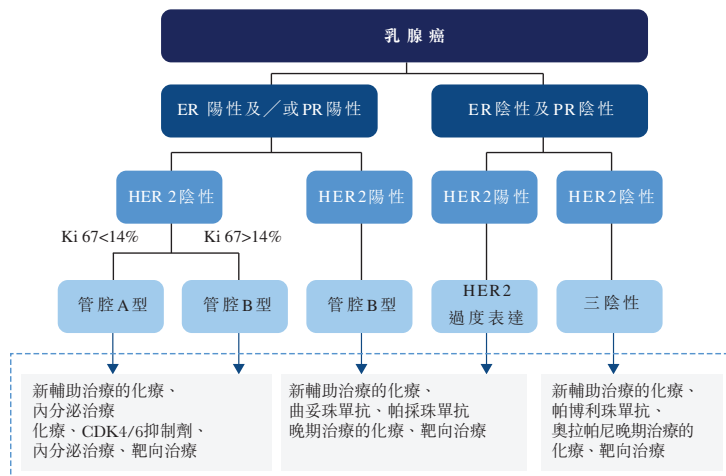 乳腺癌
ER 陽性及／或PR陽性
ER陰性及PR陰性
HER 2陰性
HER2陽性
HER2陽性
HER2陰性
Ki 67<14%
Ki 67>14%
管腔A型
管腔B型
管腔B型
HER2
過度表達
三陰性
新輔助治療的化療、
內分泌治療
化療、CDK4/6抑制劑、
內分泌治療、靶向治療
新輔助治療的化療、
曲妥珠單抗、帕採珠單抗
晚期治療的化療、靶向治療
新輔助治療的化療、
帕博利珠單抗、
奧拉帕尼晚期治療的
化療、靶向治療